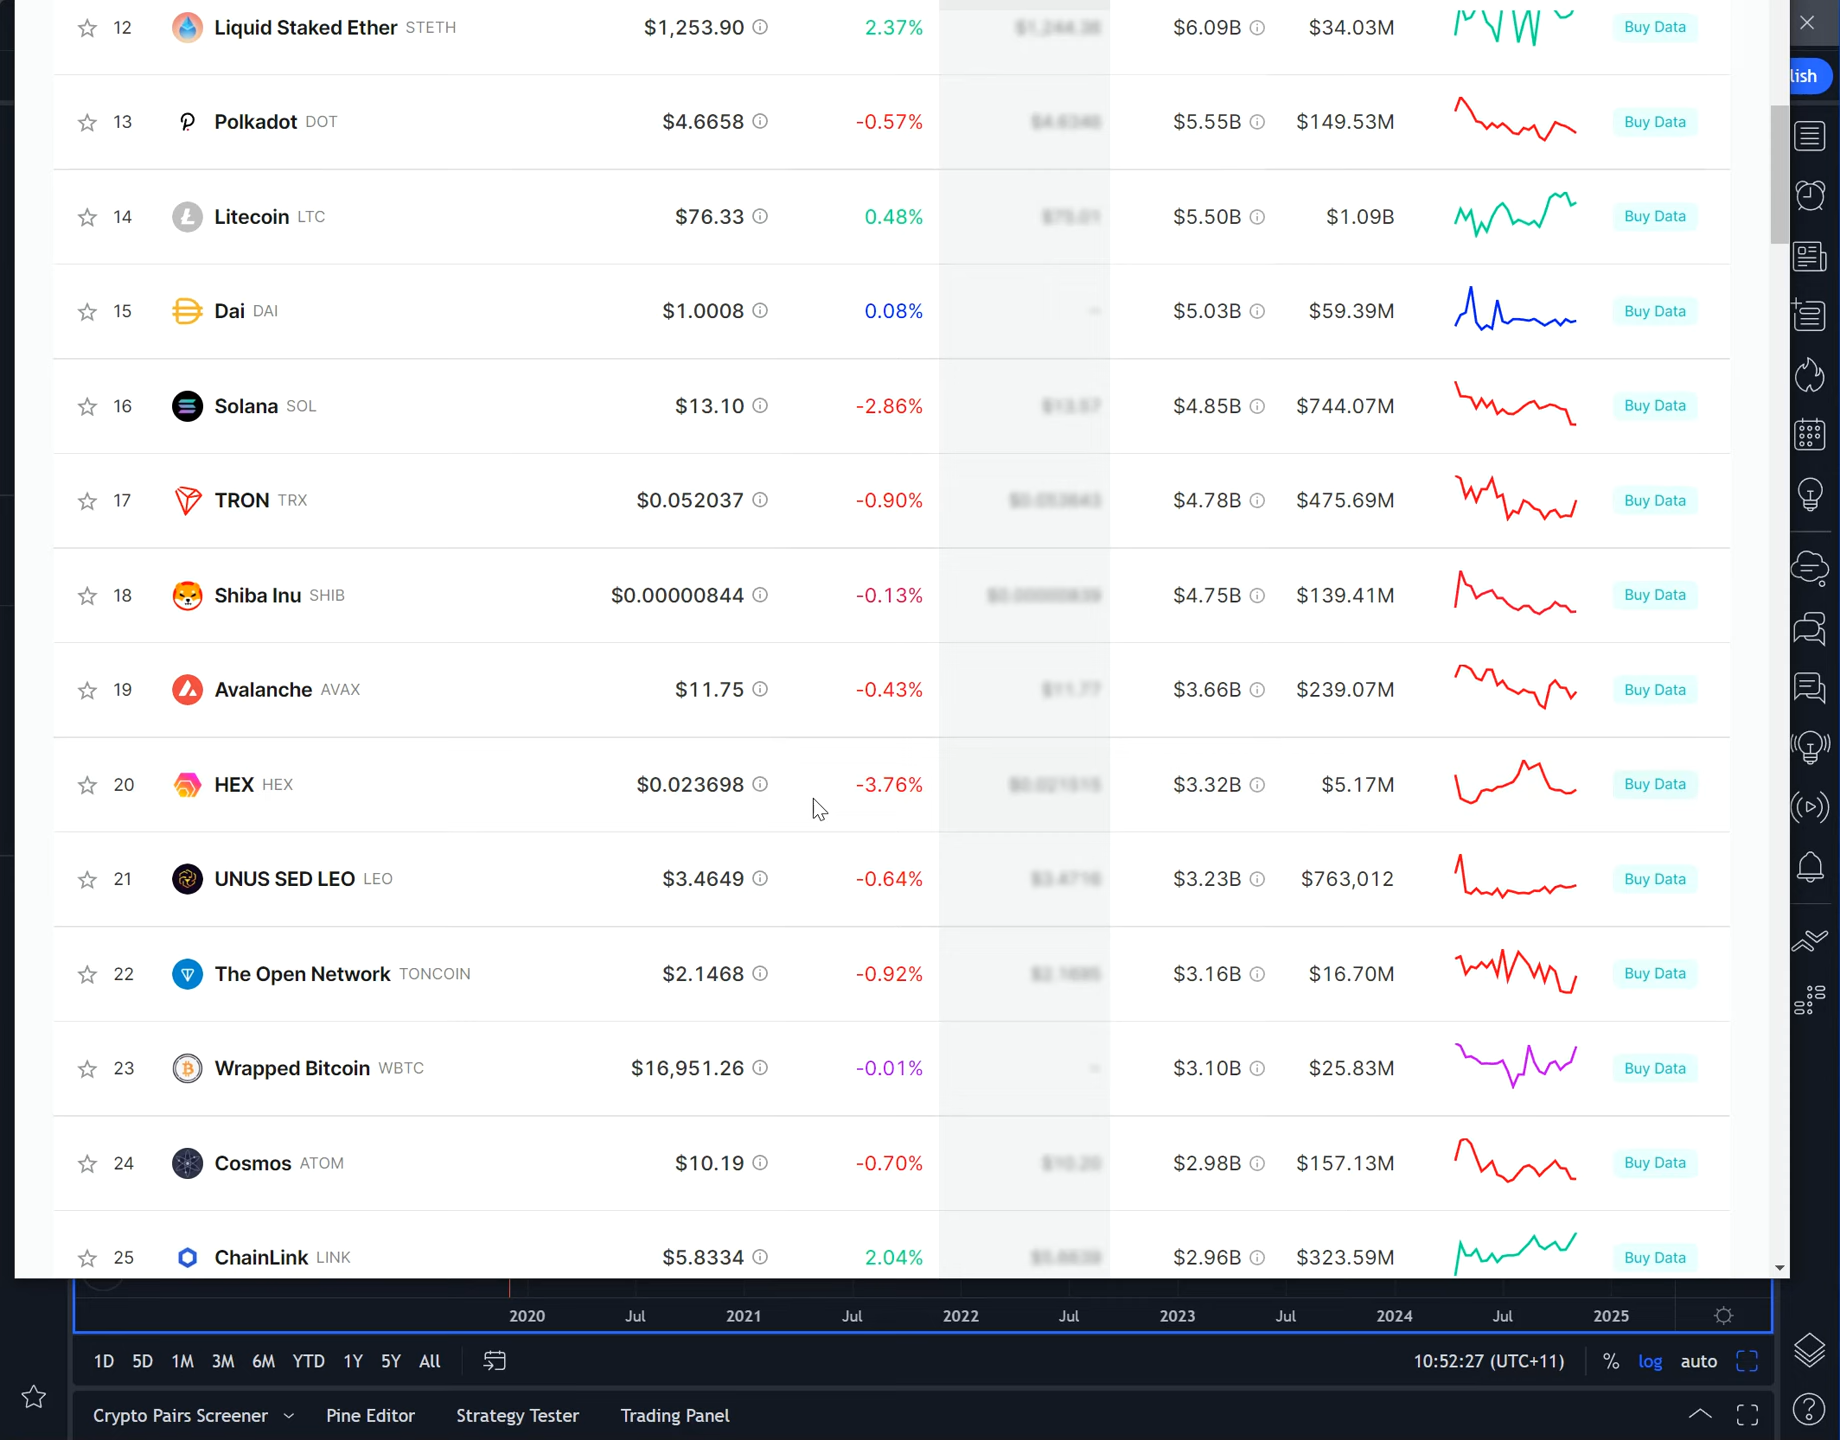 12 Liquid Staked Ether STETH $1,253.90 2.37% $6.09B $34.03M Buy Data
lish
13 Polkadot DOT $4.6658 -0.57% $5.55B $149.53M Buy Data
14 Litecoin LTC $76.33 0.48% $5.50B $1.09B Buy Data
15 Dai DAI $1.0008 0.08% $5.03B $59.39M Buy Data
16 Solana SOL $13.10 -2.86% $4.85B $744.07M Buy Data
17 TRON TRX $0.052037 -0.90% $4.78B $475.69M Buy Data
18 Shiba Inu SHIB $0.00000844 -0.13% $4.75B $139.41M Buy Data
19 Avalanche AVAX $11.75 -0.43% $3.66B $239.07M Buy Data
20 HEX HEX $0.023698 -3.76% $3.32B $5.17M Buy Data
21 UNUS SED LEO LEO $3.4649 -0.64% $3.23B $763,012 Buy Data
22 The Open Network TONCOIN $2.1468 -0.92% $3.16B $16.70M Buy Data
23 Wrapped Bitcoin WBTC $16,951.26 -0.01% $3.10B $25.83M Buy Data
24 Cosmos ATOM $10.19 -0.70% $2.98B $157.13M Buy Data
25 ChainLink LINK $5.8334 2.04% $2.96B $323.59M Buy Data
2020 Jul 2021 Jul 2022 Jul 2023 Jul 2024 Jul 2025
1D 5D 1M 3M 6M YTD 1Y 5Y All 10:52:27 (UTC+11) % log auto
Crypto Pairs Screener Pine Editor Strategy Tester Trading Panel